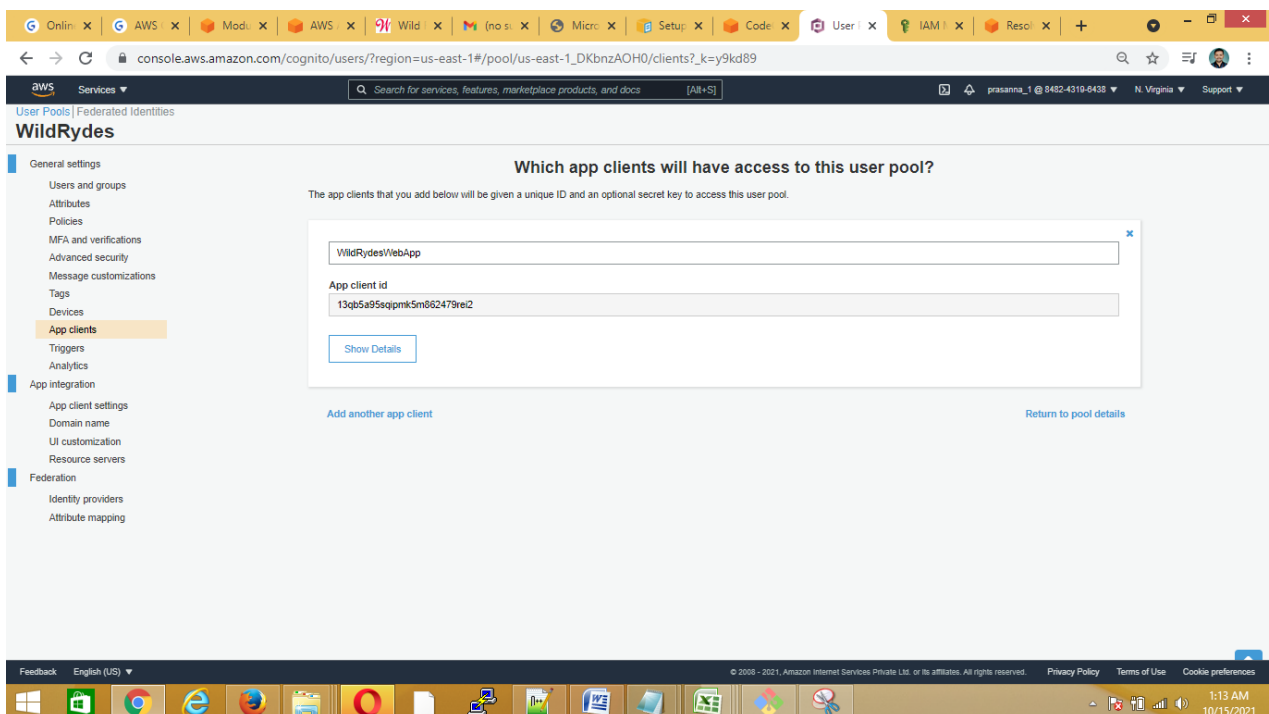 Onlin
AWS
Modu
AWS
Wild
(no su
Micro
Setup
Code
User
IAM
Resol
console.aws.amazon.com/cognito/users/?region=us-east-1#/pool/us-east-1_DKbnzAOH0/clients?_k=y9kd89
aws Services Search for services, features, marketplace products, and docs [Alt+S] prasanna_1 @ 8482-4319-6438 N. Virginia Support
User Pools | Federated Identities
WildRydes
General settings
Users and groups
Attributes
Policies
MFA and verifications
Advanced security
Message customizations
Tags
Devices
App clients
Triggers
Analytics
App integration
App client settings
Domain name
UI customization
Resource servers
Federation
Identity providers
Attribute mapping
Which app clients will have access to this user pool?
The app clients that you add below will be given a unique ID and an optional secret key to access this user pool.
WildRydesWebApp
App client id
13qb5a95sqipmk5m862479rei2
Show Details
Add another app client Return to pool details
Feedback English (US) © 2008 - 2021, Amazon Internet Services Private Ltd. or its affiliates. All rights reserved. Privacy Policy Terms of Use Cookie preferences
1:13 AM
10/15/2021